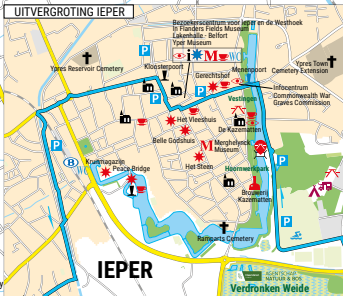 UITVERGROTING IEPER
Bezoekerscentrum voor Ieper en de Westhoek
In Flanders Fields Museum
Lakenhalle - Belfort
Yper Museum
P
i
M
WC
Ypres Reservoir Cemetery
Kloosterpoort
Gerechtshof
Menenpoort
Ypres Town
Cemetery Extension
P
P
Vestingen
Infocentrum
Commonwealth War
Graves Commission
Het Vleeshuis
De Kazematten
Belle Godshuis
P
M
Merghelynck
Museum
B
Kruitmagazijn
Peace Bridge
Het Steen
Hoornwerkpark
P
Brouwerij
Kazematten
Ramparts Cemetery
P
IEPER
AGENTSCHAP
NATUUR & BOS
Verdronken Weide